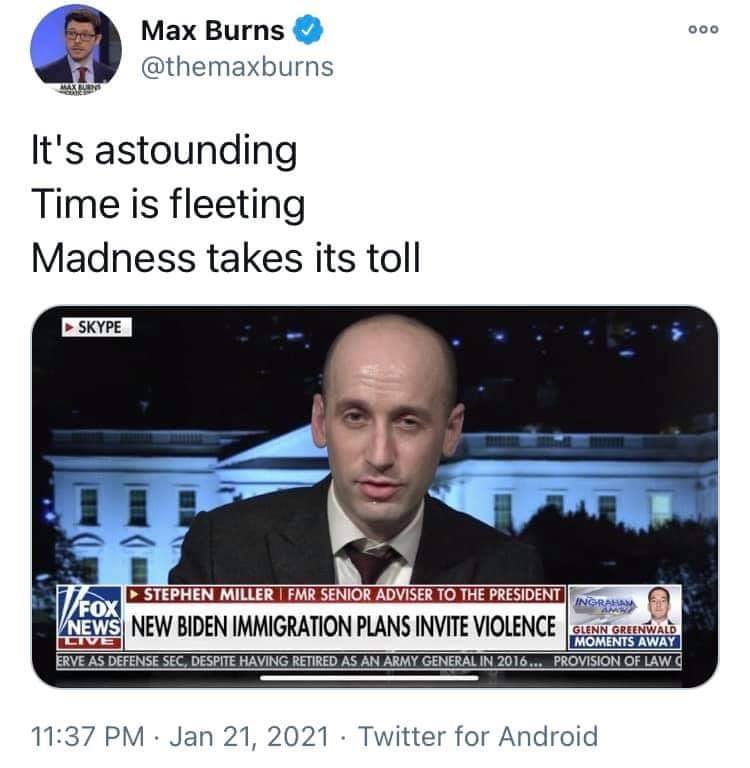 Max Burns
@themaxburns
MAX BURNS
It's astounding
Time is fleeting
Madness takes its toll
SKYPE
STEPHEN MILLER | FMR SENIOR ADVISER TO THE PRESIDENT
FOX
NEWS
LIVE
NEW BIDEN IMMIGRATION PLANS INVITE VIOLENCE
INGRAHAM
GLENN GREENWALD
MOMENTS AWAY
ERVE AS DEFENSE SEC, DESPITE HAVING RETIRED AS AN ARMY GENERAL IN 2016... PROVISION OF LAW
11:37 PM · Jan 21, 2021 · Twitter for Android